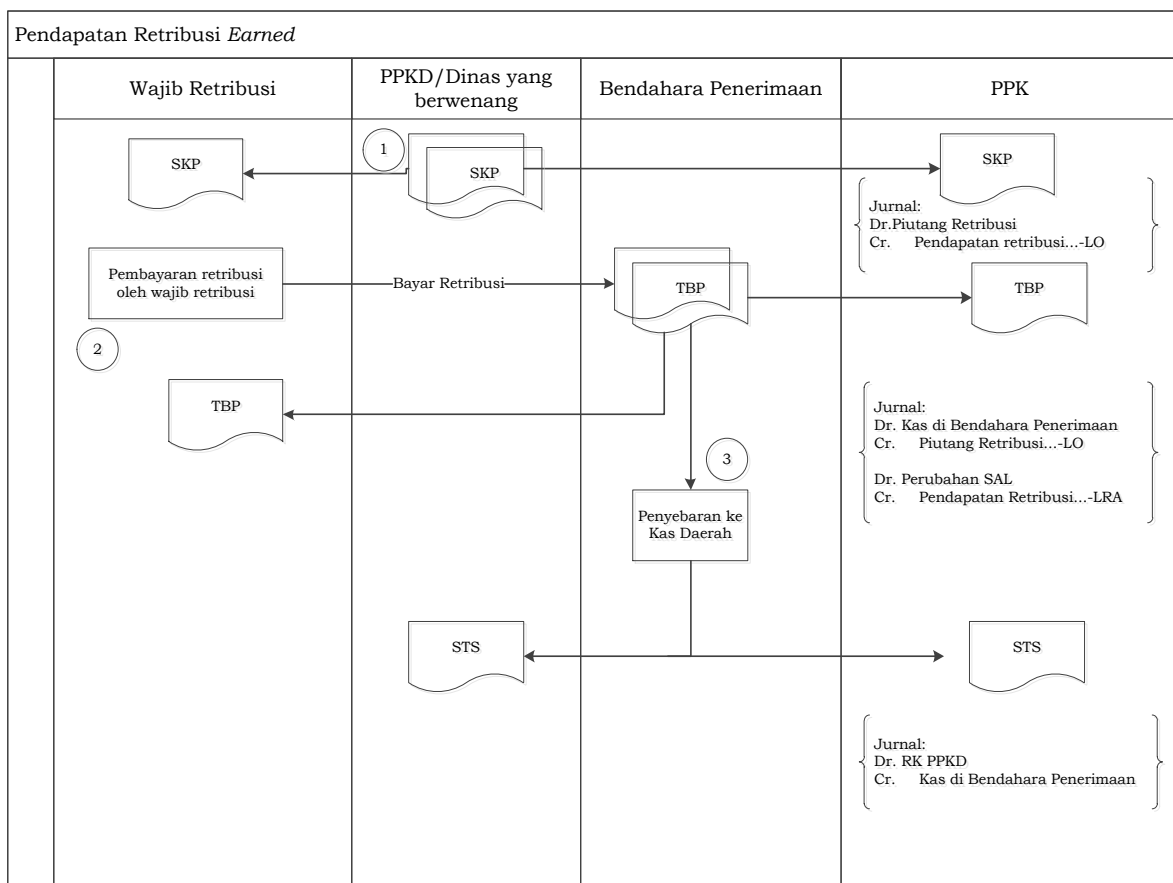 Pendapatan Retribusi Earned
Wajib Retribusi
PPKD/Dinas yang
berwenang
Bendahara Penerimaan
PPK
1
SKP
SKP
SKP
Jurnal:
Dr.Piutang Retribusi
Cr. Pendapatan retribusi...-LO
Pembayaran retribusi
oleh wajib retribusi
Bayar Retribusi
TBP
TBP
2
TBP
Jurnal:
Dr. Kas di Bendahara Penerimaan
Cr. Piutang Retribusi...-LO
Dr. Perubahan SAL
Cr. Pendapatan Retribusi...-LRA
3
Penyebaran ke
Kas Daerah
STS
STS
Jurnal:
Dr. RK PPKD
Cr. Kas di Bendahara Penerimaan